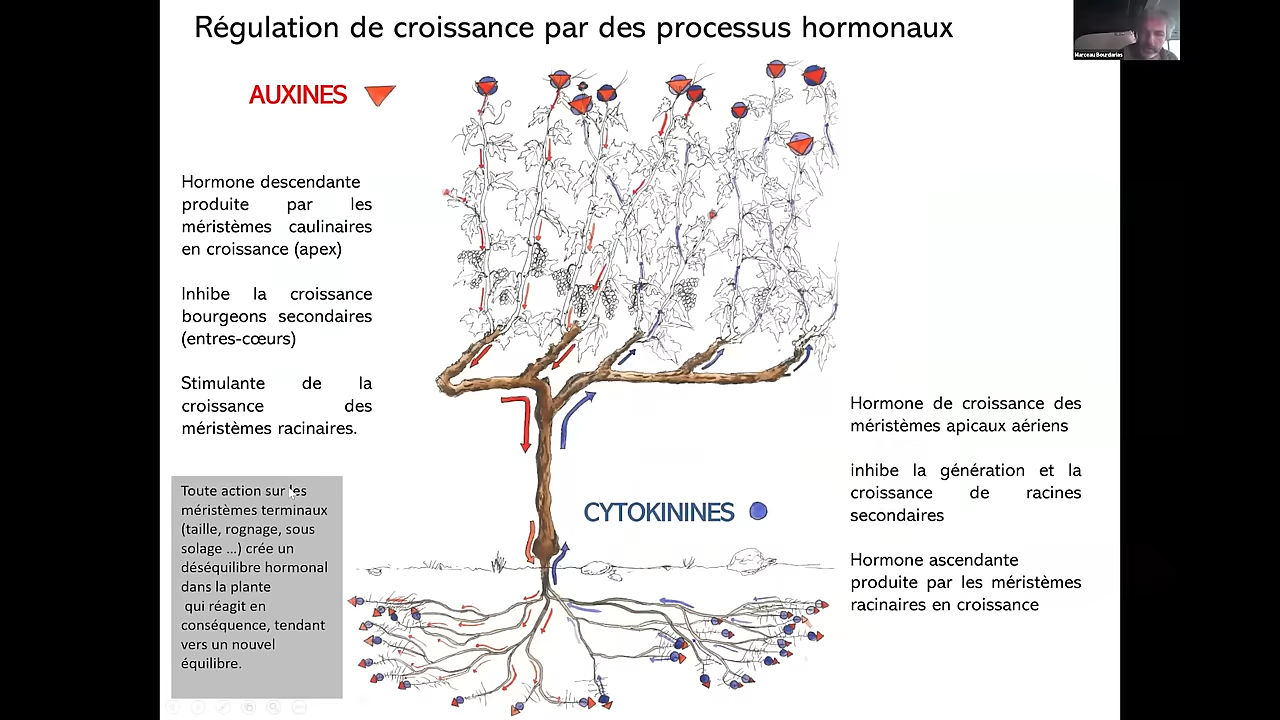 Régulation de croissance par des processus hormonaux
Marceau Bourdarias
AUXINES
Hormone descendante
produite par les
méristèmes caulinaires
en croissance (apex)
Inhibe la croissance
bourgeons secondaires
(entres-cœurs)
Stimulante de la
croissance des
méristèmes racinaires.
Toute action sur les
méristèmes terminaux
(taille, rognage, sous
solage ...) crée un
déséquilibre hormonal
dans la plante
qui réagit en
conséquence, tendant
vers un nouvel
équilibre.
CYTOKININES
Hormone de croissance des
méristèmes apicaux aériens
inhibe la génération et la
croissance de racines
secondaires
Hormone ascendante
produite par les méristèmes
racinaires en croissance